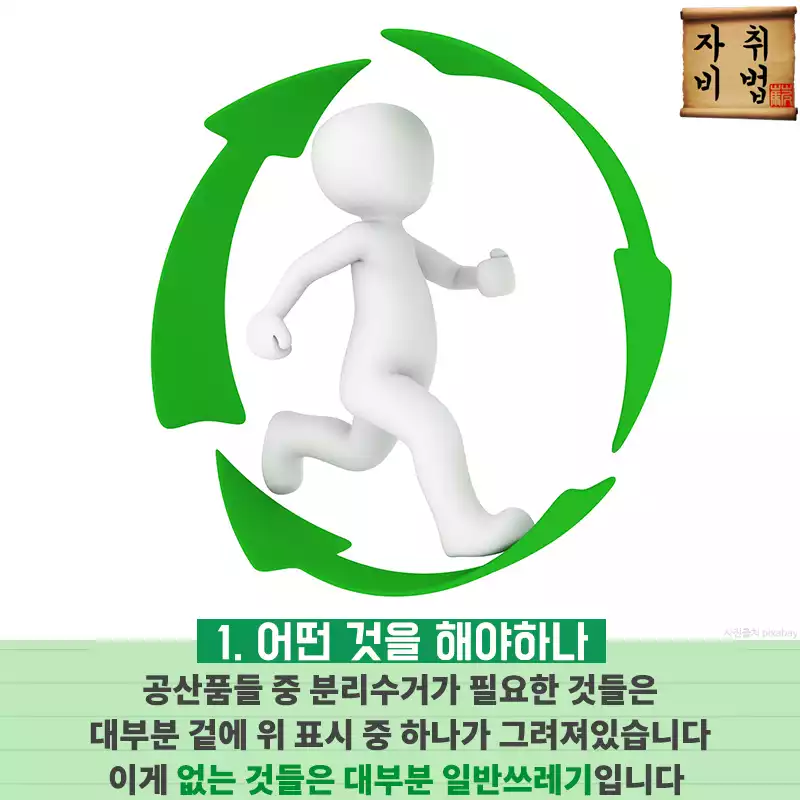 자취
비법
사진출처 pixabay
1. 어떤 것을 해야하나
공산품들 중 분리수거가 필요한 것들은
대부분 겉에 위 표시 중 하나가 그려져있습니다
이게 없는 것들은 대부분 일반쓰레기입니다